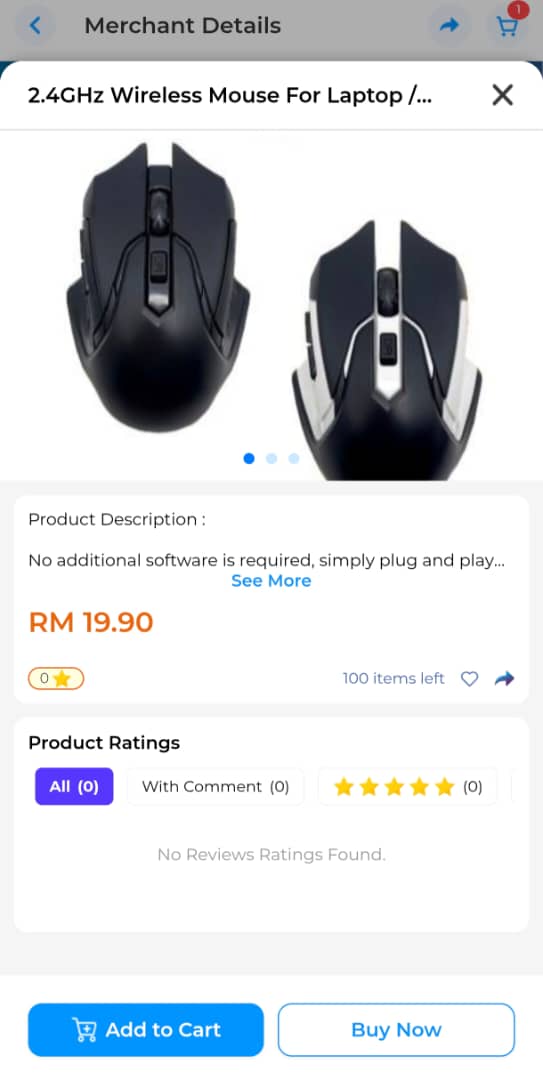 Merchant Details
1
2.4GHz Wireless Mouse For Laptop /...
Product Description :
No additional software is required, simply plug and play...
See More
RM 19.90
0
100 items left
Product Ratings
All (0)
With Comment (0)
(0)
No Reviews Ratings Found.
Add to Cart
Buy Now